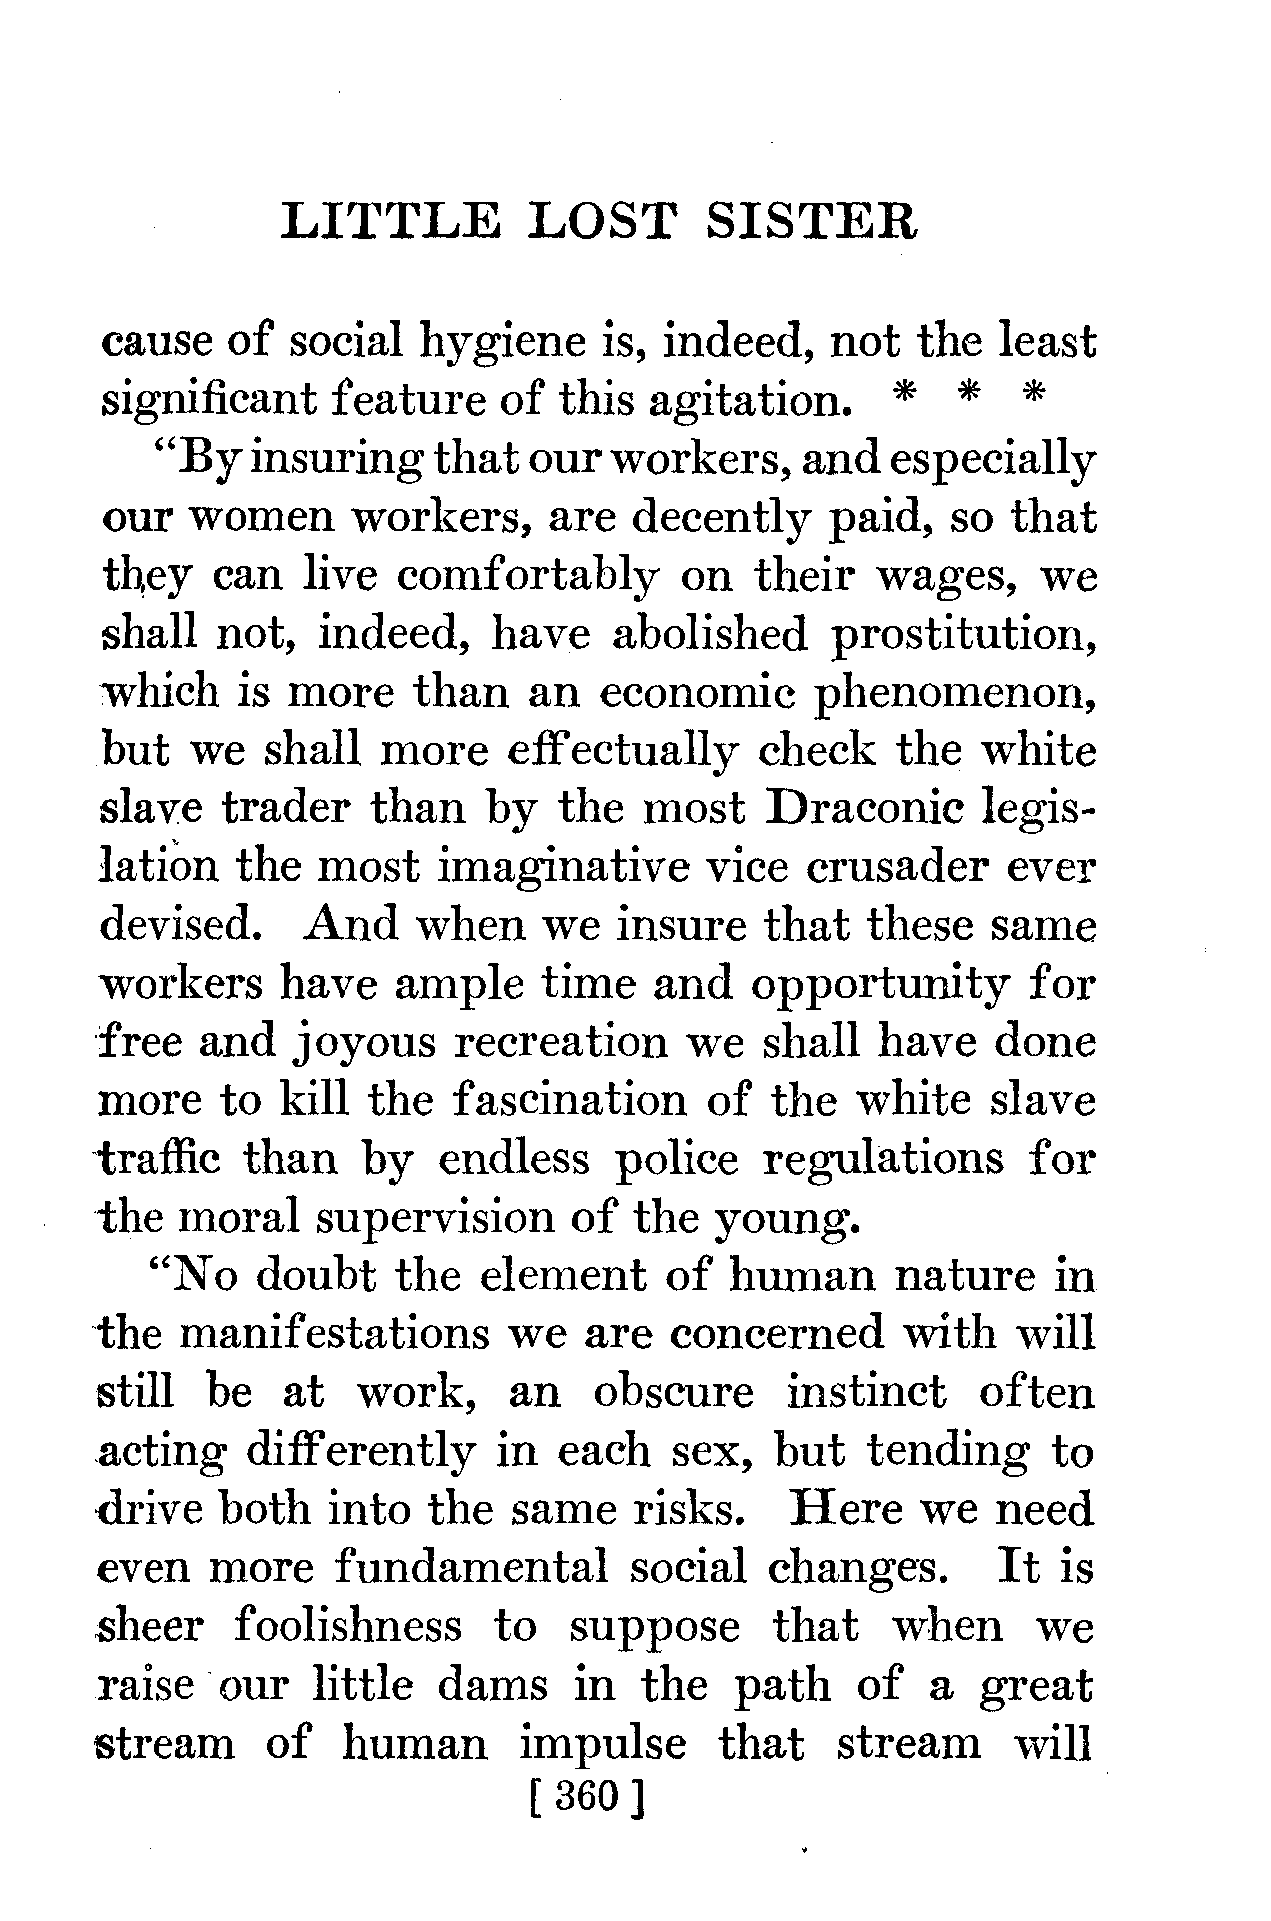 LITTLE LOST SISTER
cause of social hygiene is, indeed, not the least
significant feature of this agitation. * * *
“By insuring that our workers, and especially
our women workers, are decently paid, so that
they can live comfortably on their wages, we
shall not, indeed, have abolished prostitution,
which is more than an economic phenomenon,
but we shall more effectually check the white
slave trader than by the most Draconic legis-
lation the most imaginative vice crusader ever
devised. And when we insure that these same
workers have ample time and opportunity for
free and joyous recreation we shall have done
more to kill the fascination of the white slave
traffic than by endless police regulations for
the moral supervision of the young.
“No doubt the element of human nature in
the manifestations we are concerned with will
still be at work, an obscure instinct often
acting differently in each sex, but tending to
drive both into the same risks. Here we need
even more fundamental social changes. It is
sheer foolishness to suppose that when we
raise our little dams in the path of a great
stream of human impulse that stream will
[ 360 ]